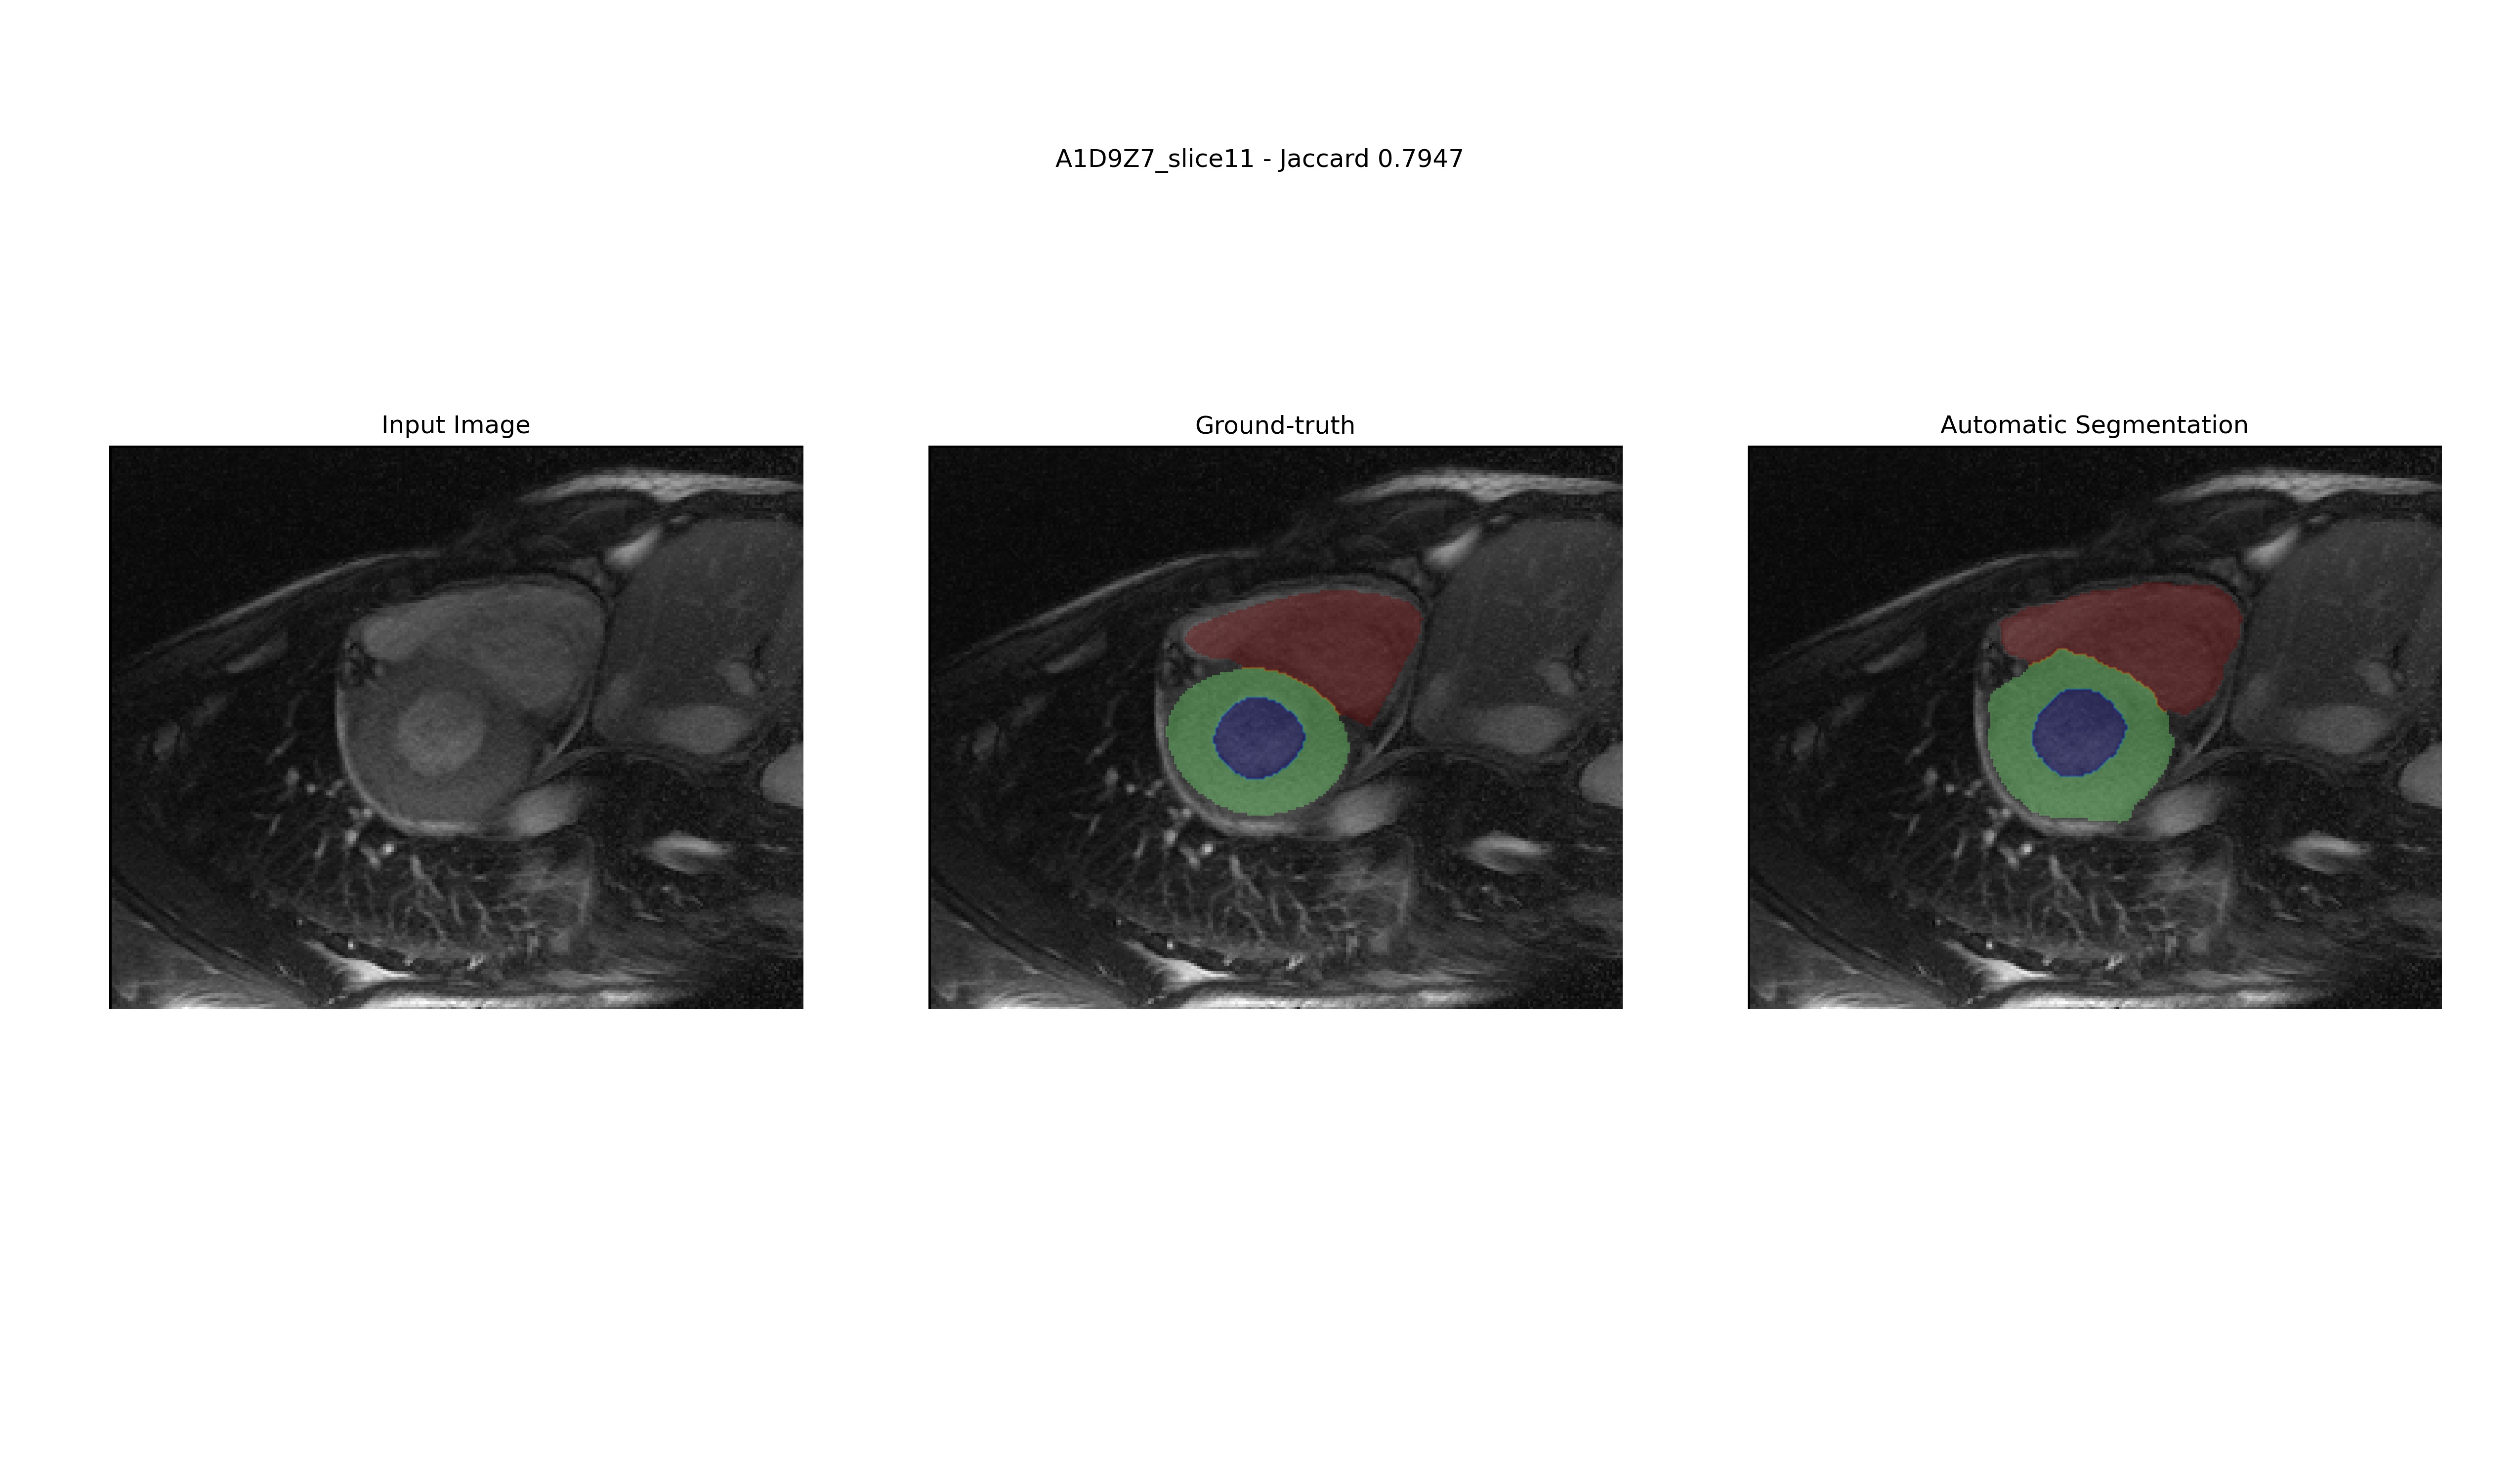 A1D9Z7_slice11 - Jaccard 0.7947
Input Image
Ground-truth
Automatic Segmentation